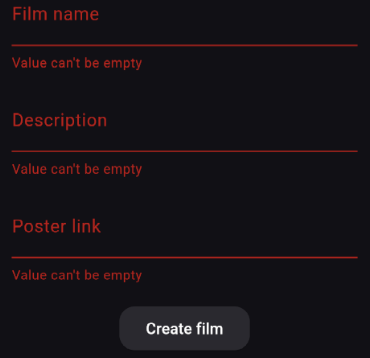 Film name
Value can't be empty
Description
Value can't be empty
Poster link
Value can't be empty
Create film